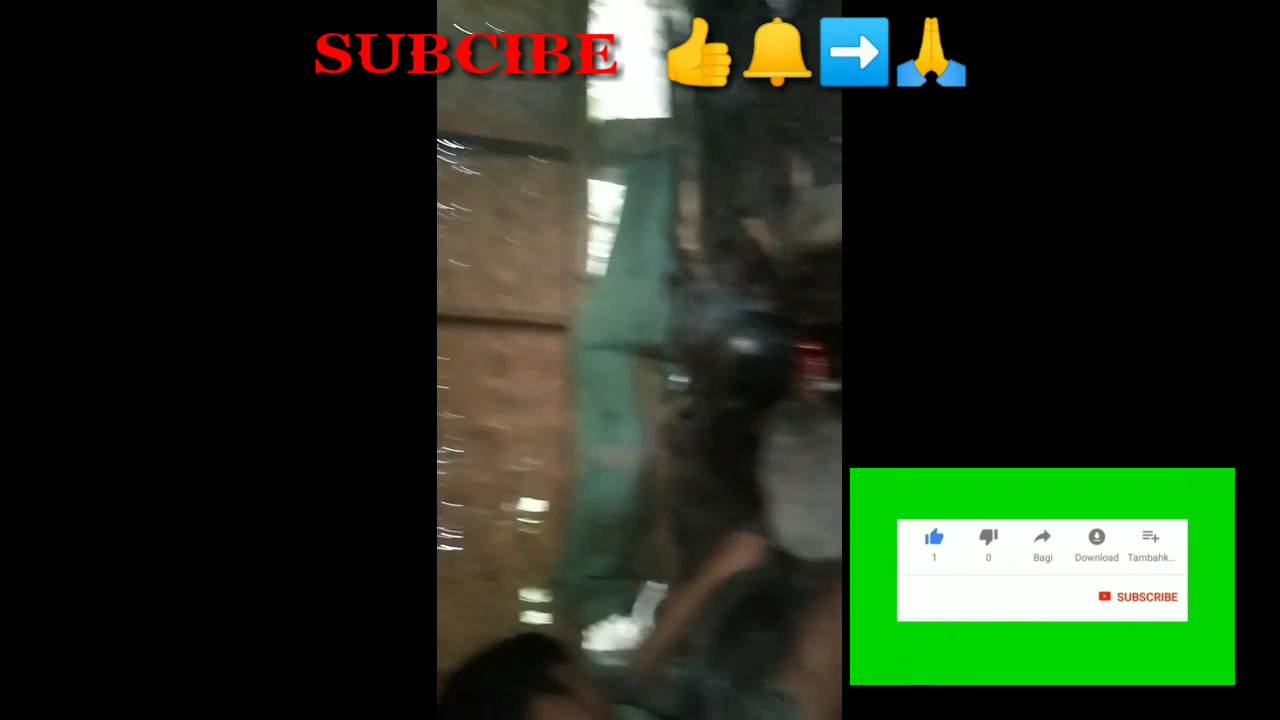 SUBCIBE 👍🔔➡️🙏
1 0 Bagi Download Tambahk...
SUBSCRIBE